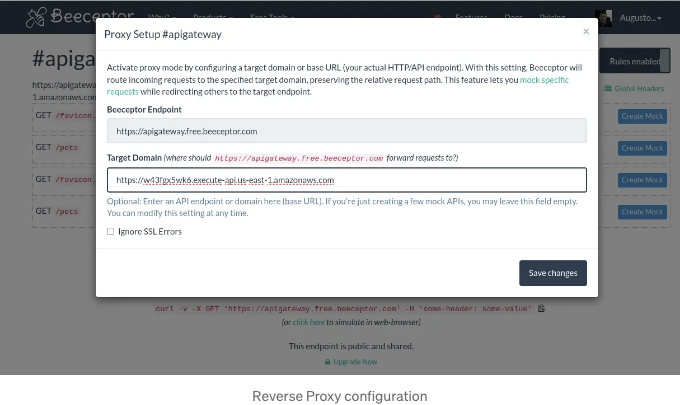 Beeceptor Why? Products Free Tools Features Docs Pricing Augusto...
Proxy Setup #apigateway ×
#apig
Rules enabled
Activate proxy mode by configuring a target domain or base URL (your actual HTTP/API endpoint). With this setting, Beeceptor will
route incoming requests to the specified target domain, preserving the relative request path. This feature lets you mock specific
requests while redirecting others to the target endpoint.
https://apigatewa
1.amazonaws.com
Global Headers
Beeceptor Endpoint
GET /favicon. Create Mock
https://apigateway.free.beeceptor.com
GET /pets Create Mock
Target Domain (where should https://apigateway.free.beeceptor.com forward requests to?)
GET /favicon. Create Mock
https://w43fgx5wk6.execute-api.us-east-1.amazonaws.com
Optional: Enter an API endpoint or domain here (base URL). If you're just creating a few mock APIs, you may leave this field empty.
You can modify this setting at any time.
GET /pets Create Mock
Ignore SSL Errors
Save changes
curl -v -X GET 'https://apigateway.free.beeceptor.com' -H 'some-header: some-value'
(or click here to simulate in web-browser)
This endpoint is public and shared.
Upgrade Now
Reverse Proxy configuration